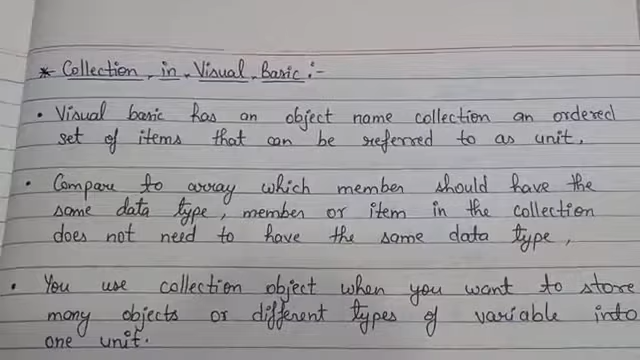 * Collection in Visual Basic :-
• Visual basic has an object name collection an ordered
set of items that can be referred to as unit.
• Compare to array which member should have the
same data type, member or item in the collection
does not need to have the same data type,
• You use collection object when you want to store
many objects or different types of variable into
one unit.